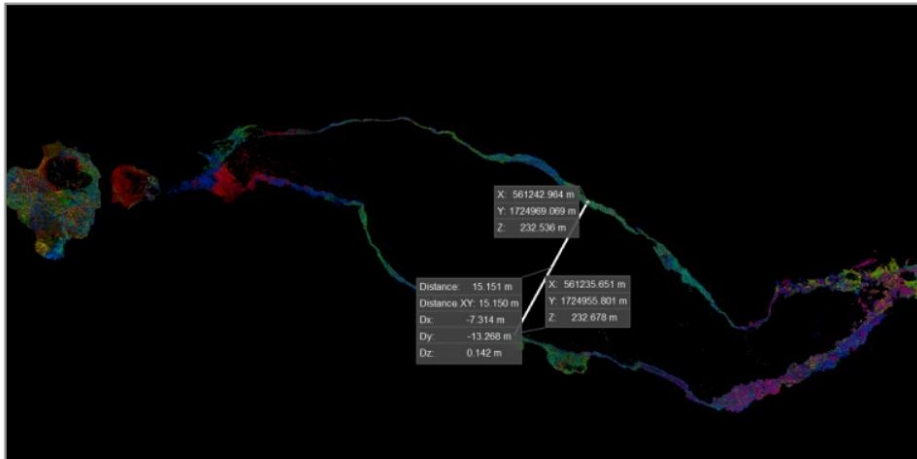 X: 561242.964 m
Y: 1724969.069 m
Z: 232.536 m
Distance: 15.151 m
Distance XY: 15.150 m
Dx: -7.314 m
Dy: -13.268 m
Dz: 0.142 m
X: 561235.651 m
Y: 1724955.801 m
Z: 232.678 m